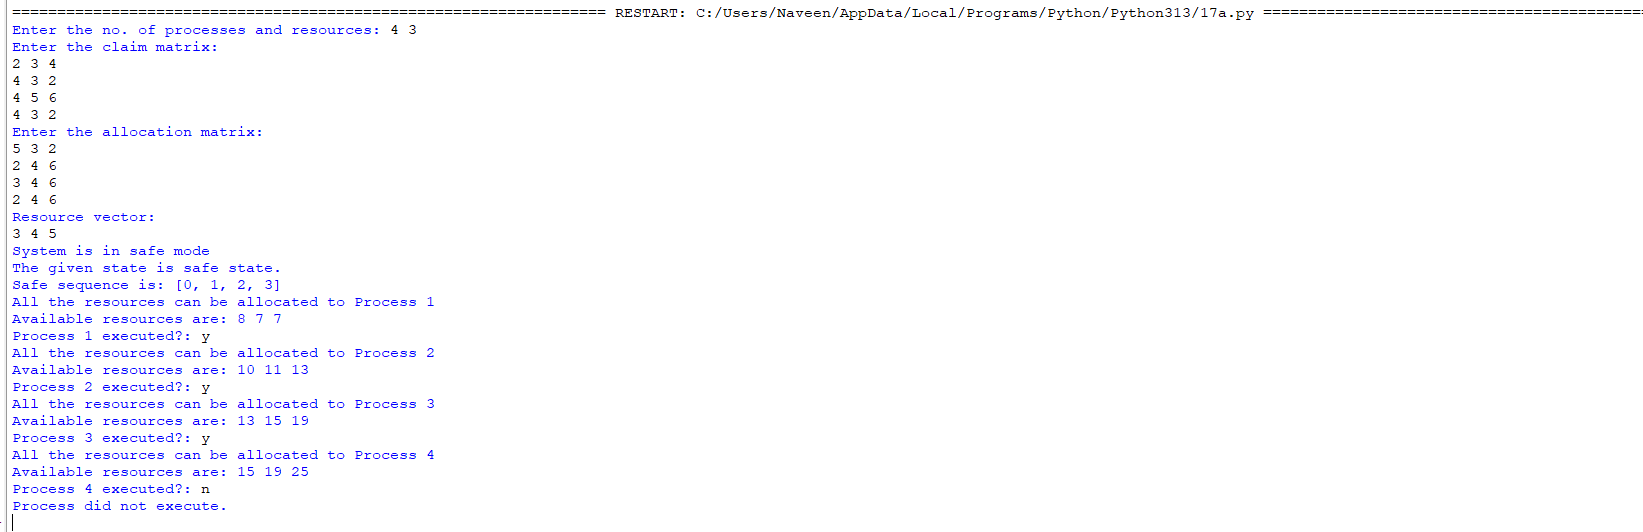 ================================================================== RESTART: C:/Users/Naveen/AppData/Local/Programs/Python/Python313/17a.py ==========================================
Enter the no. of processes and resources: 4 3
Enter the claim matrix:
2 3 4
4 3 2
4 5 6
4 3 2
Enter the allocation matrix:
5 3 2
2 4 6
3 4 6
2 4 6
Resource vector:
3 4 5
System is in safe mode
The given state is safe state.
Safe sequence is: [0, 1, 2, 3]
All the resources can be allocated to Process 1
Available resources are: 8 7 7
Process 1 executed?: y
All the resources can be allocated to Process 2
Available resources are: 10 11 13
Process 2 executed?: y
All the resources can be allocated to Process 3
Available resources are: 13 15 19
Process 3 executed?: y
All the resources can be allocated to Process 4
Available resources are: 15 19 25
Process 4 executed?: n
Process did not execute.